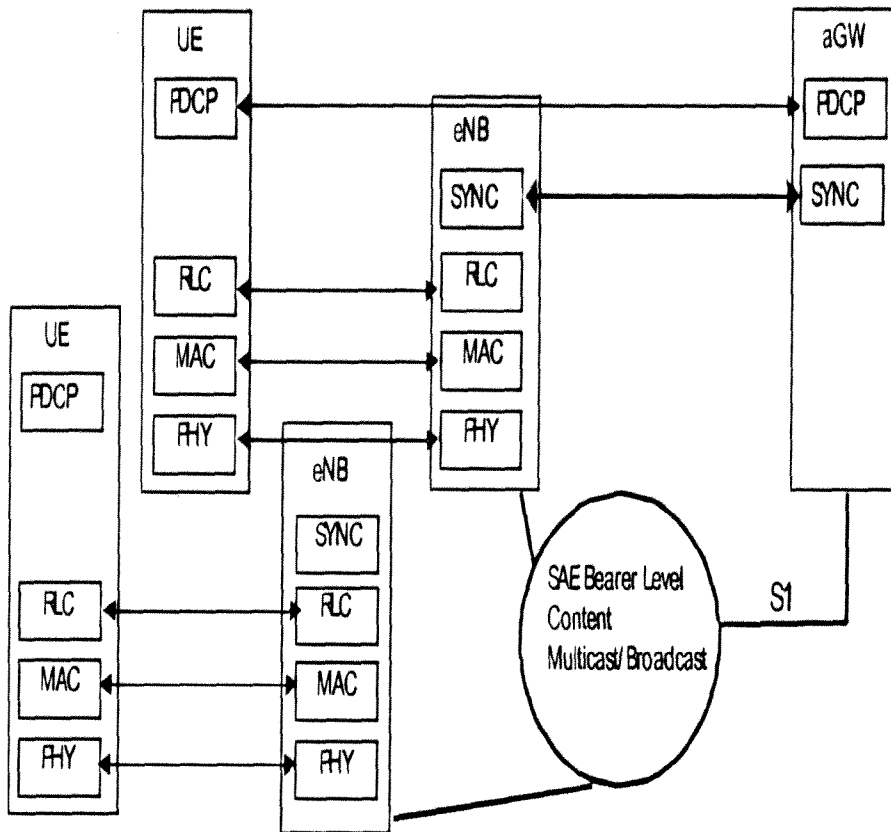 UE
PDCP
RLC
MAC
PHY
eNB
SYNC
RLC
MAC
PHY
aGW
PDCP
SYNC
UE
PDCP
RLC
MAC
PHY
eNB
SYNC
RLC
MAC
PHY
SAE Bearer Level
Content
Multicast/ Broadcast
S1